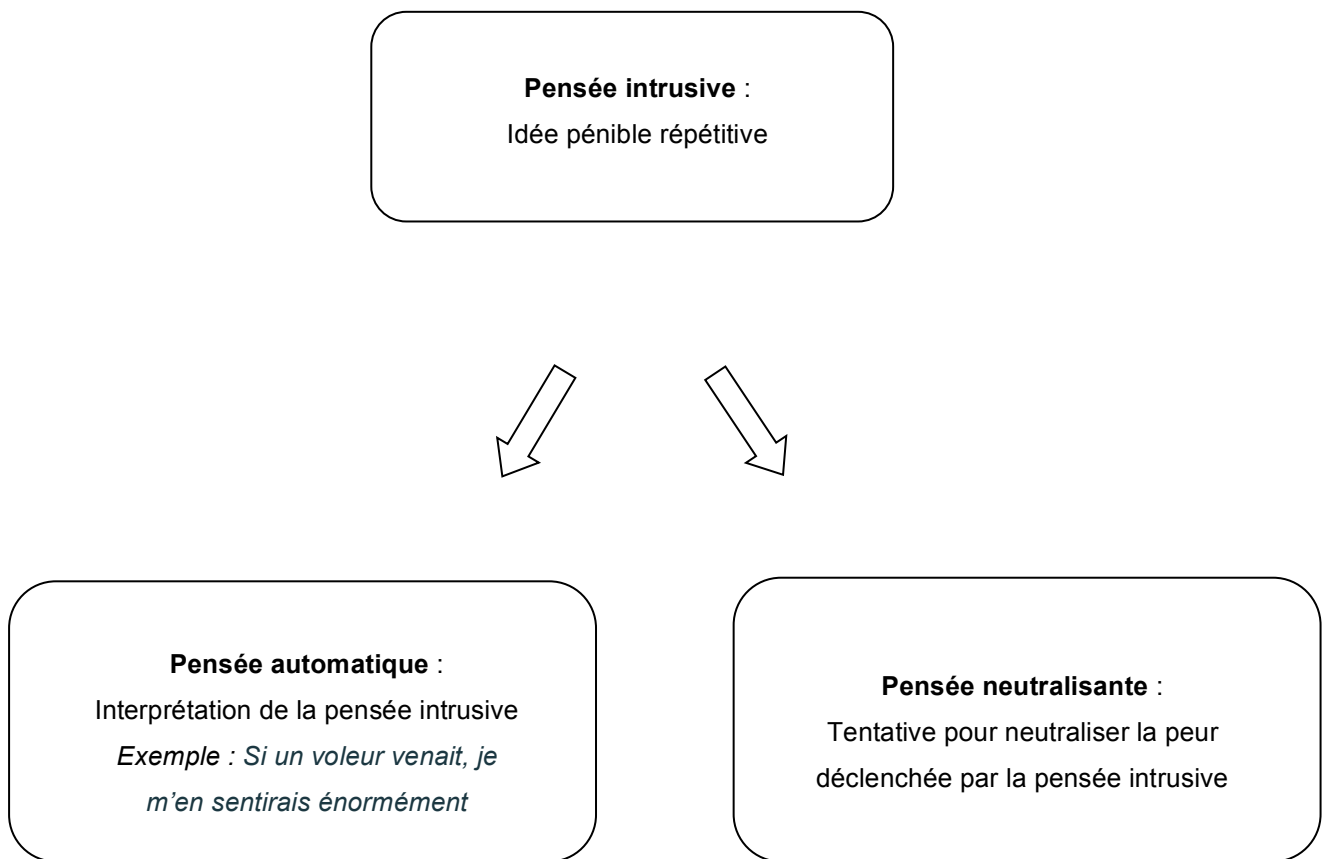 Pensée intrusive :
Idée pénible répétitive
Pensée automatique :
Interprétation de la pensée intrusive
Exemple : Si un voleur venait, je
m’en sentirais énormément
Pensée neutralisante :
Tentative pour neutraliser la peur
déclenchée par la pensée intrusive